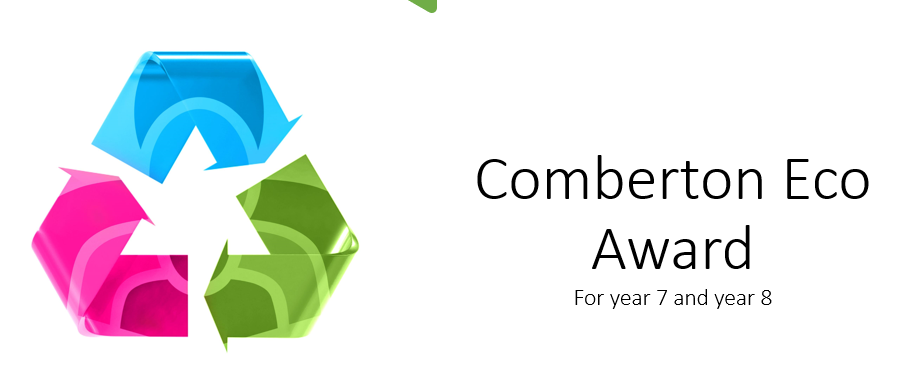 Comberton Eco
Award
For year 7 and year 8